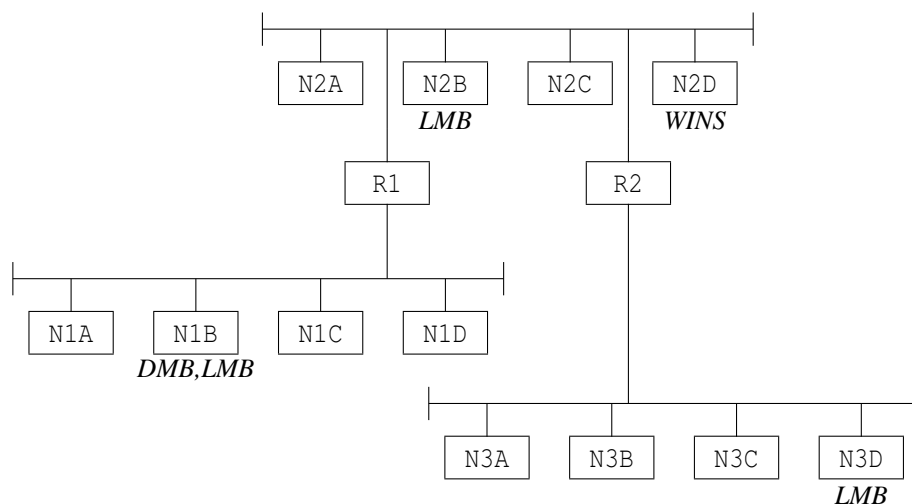 N2A N2B N2C N2D
LMB WINS
R1 R2
N1A N1B N1C N1D
DMB,LMB
N3A N3B N3C N3D
LMB